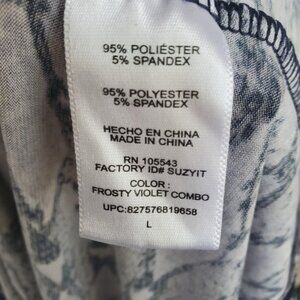 95% POLIÉSTER
5% SPANDEX
95% POLYESTER
5% SPANDEX
HECHO EN CHINA
MADE IN CHINA
RN 105543
FACTORY ID# SUZYIT
COLOR :
FROSTY VIOLET COMBO
UPC:827576819658
L